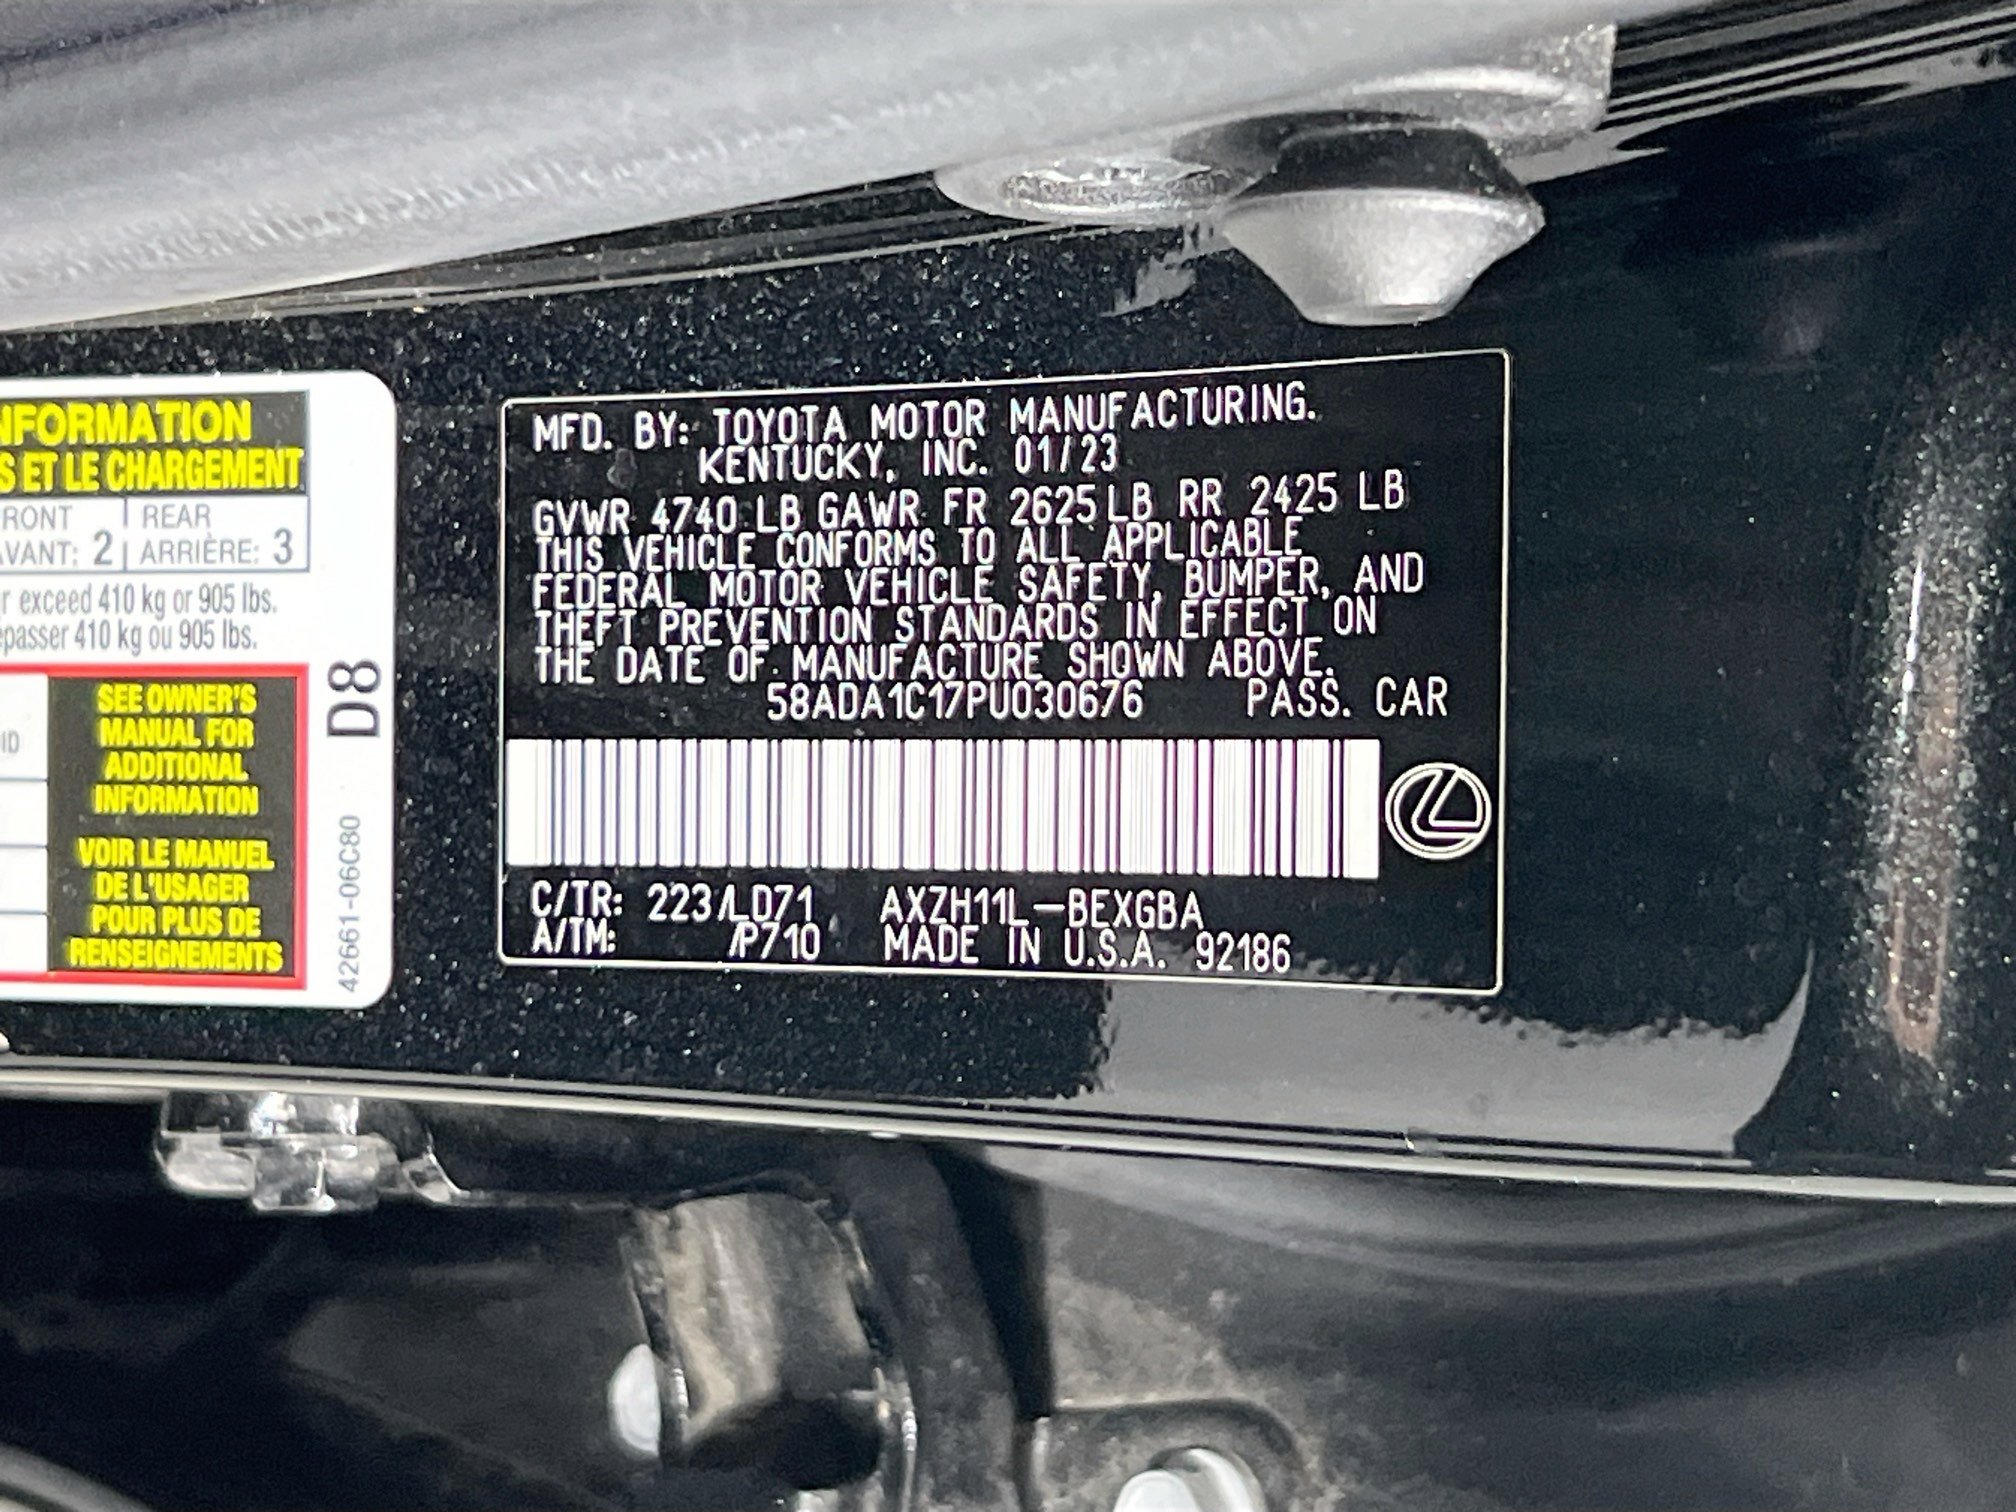 NFORMATION
S ET LE CHARGEMENT
RONT REAR
VANT: 2 ARRIÈRE: 3
r exceed 410 kg or 905 lbs.
passer 410 kg ou 905 lbs.
SEE OWNER'S
MANUAL FOR
ADDITIONAL
INFORMATION
VOIR LE MANUEL
DE L'USAGER
POUR PLUS DE
RENSEIGNEMENTS
D8
42661-06C80
MFD. BY: TOYOTA MOTOR MANUFACTURING.
KENTUCKY, INC. 01/23
GVWR 4740 LB GAWR FR 2625 LB RR 2425 LB
THIS VEHICLE CONFORMS TO ALL APPLICABLE
FEDERAL MOTOR VEHICLE SAFETY, BUMPER, AND
THEFT PREVENTION STANDARDS IN EFFECT ON
THE DATE OF MANUFACTURE SHOWN ABOVE.
58ADA1C17PU030676 PASS. CAR
C/TR: 223/LD71 AXZH11L-BEXGBA
A/TM: /P710 MADE IN U.S.A. 92186